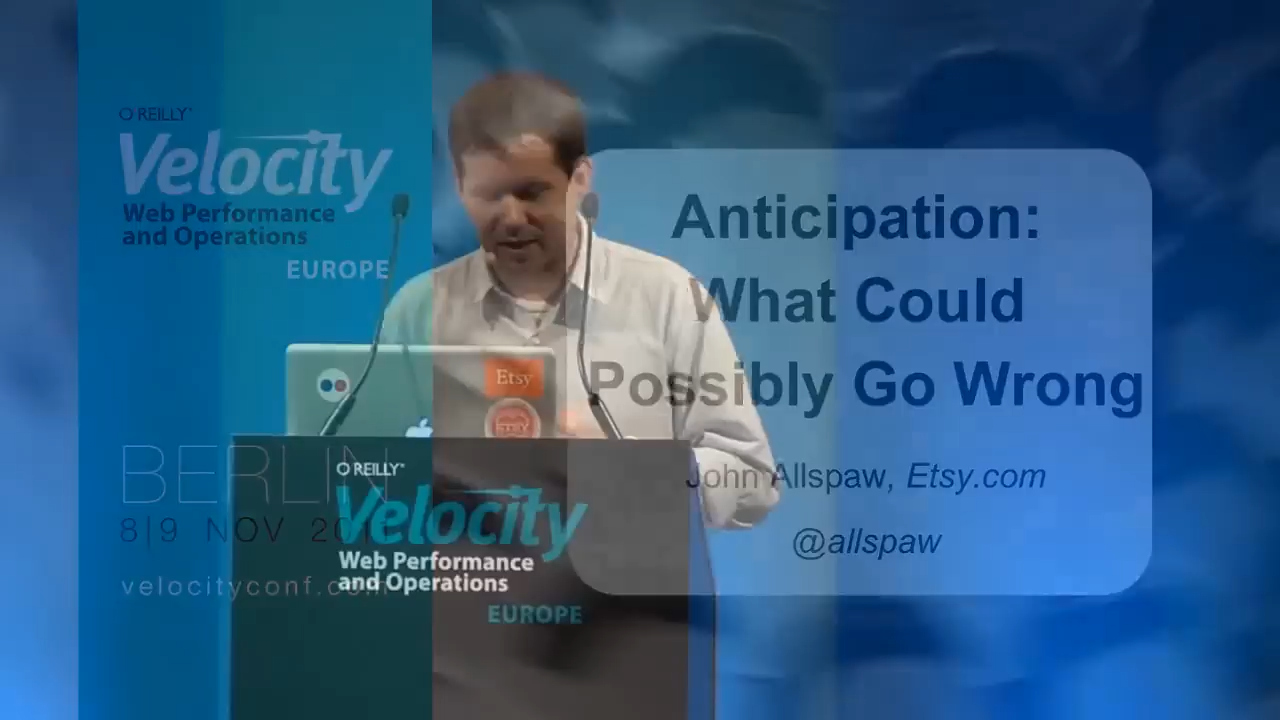 O'REILLY
Velocity
Web Performance
and Operations
EUROPE
Anticipation:
What Could
Possibly Go Wrong
John Allspaw, Etsy.com
@allspaw
Etsy
ETSY
BERLIN
8|9 NOV
velocityconf.com
O'REILLY
Velocity
Web Performance
and Operations
EUROPE